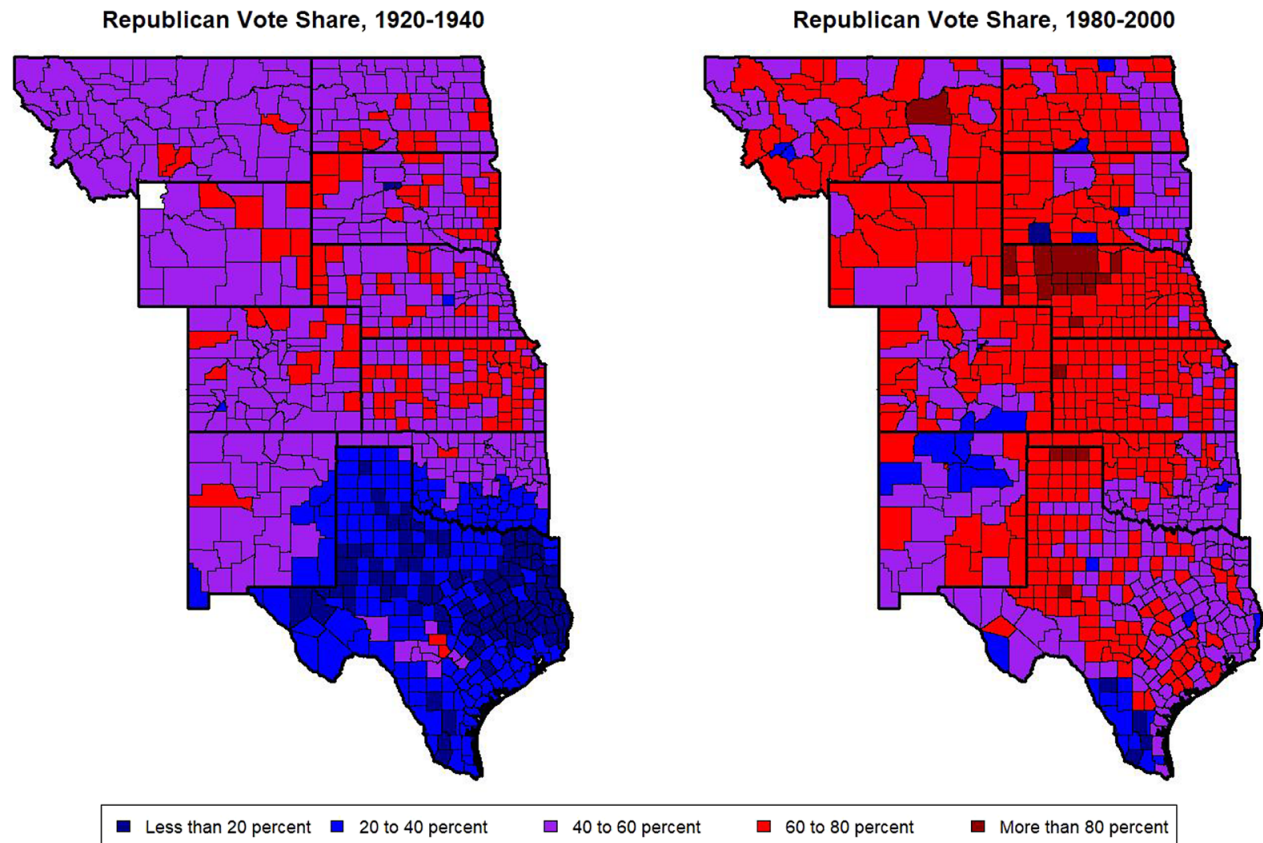 Republican Vote Share, 1920-1940
Republican Vote Share, 1980-2000
Less than 20 percent
20 to 40 percent
40 to 60 percent
60 to 80 percent
More than 80 percent